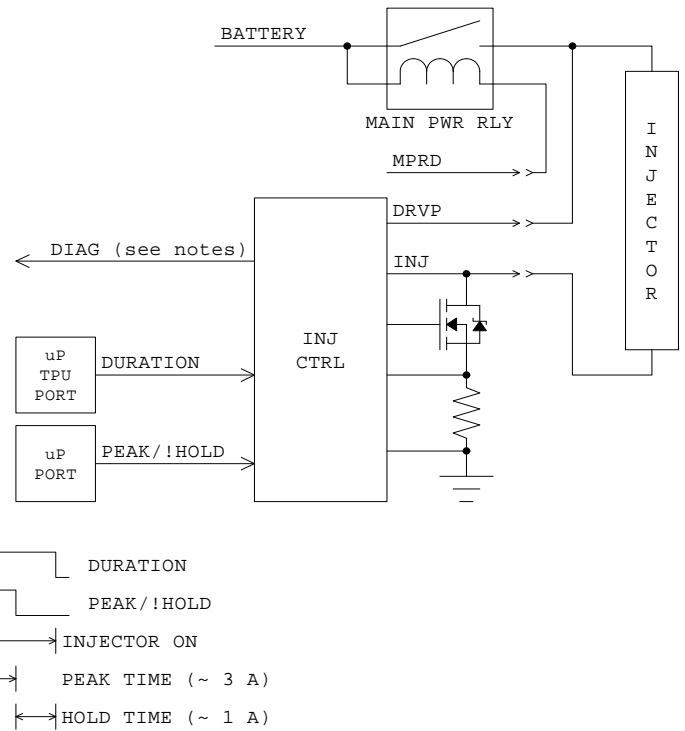 BATTERY
MAIN PWR RLY
MPRD
DRVP
DIAG (see notes)
INJ
INJECTOR
INJ
CTRL
uP
TPU
PORT
DURATION
uP
PORT
PEAK/!HOLD
DURATION
PEAK/!HOLD
INJECTOR ON
PEAK TIME (~ 3 A)
HOLD TIME (~ 1 A)